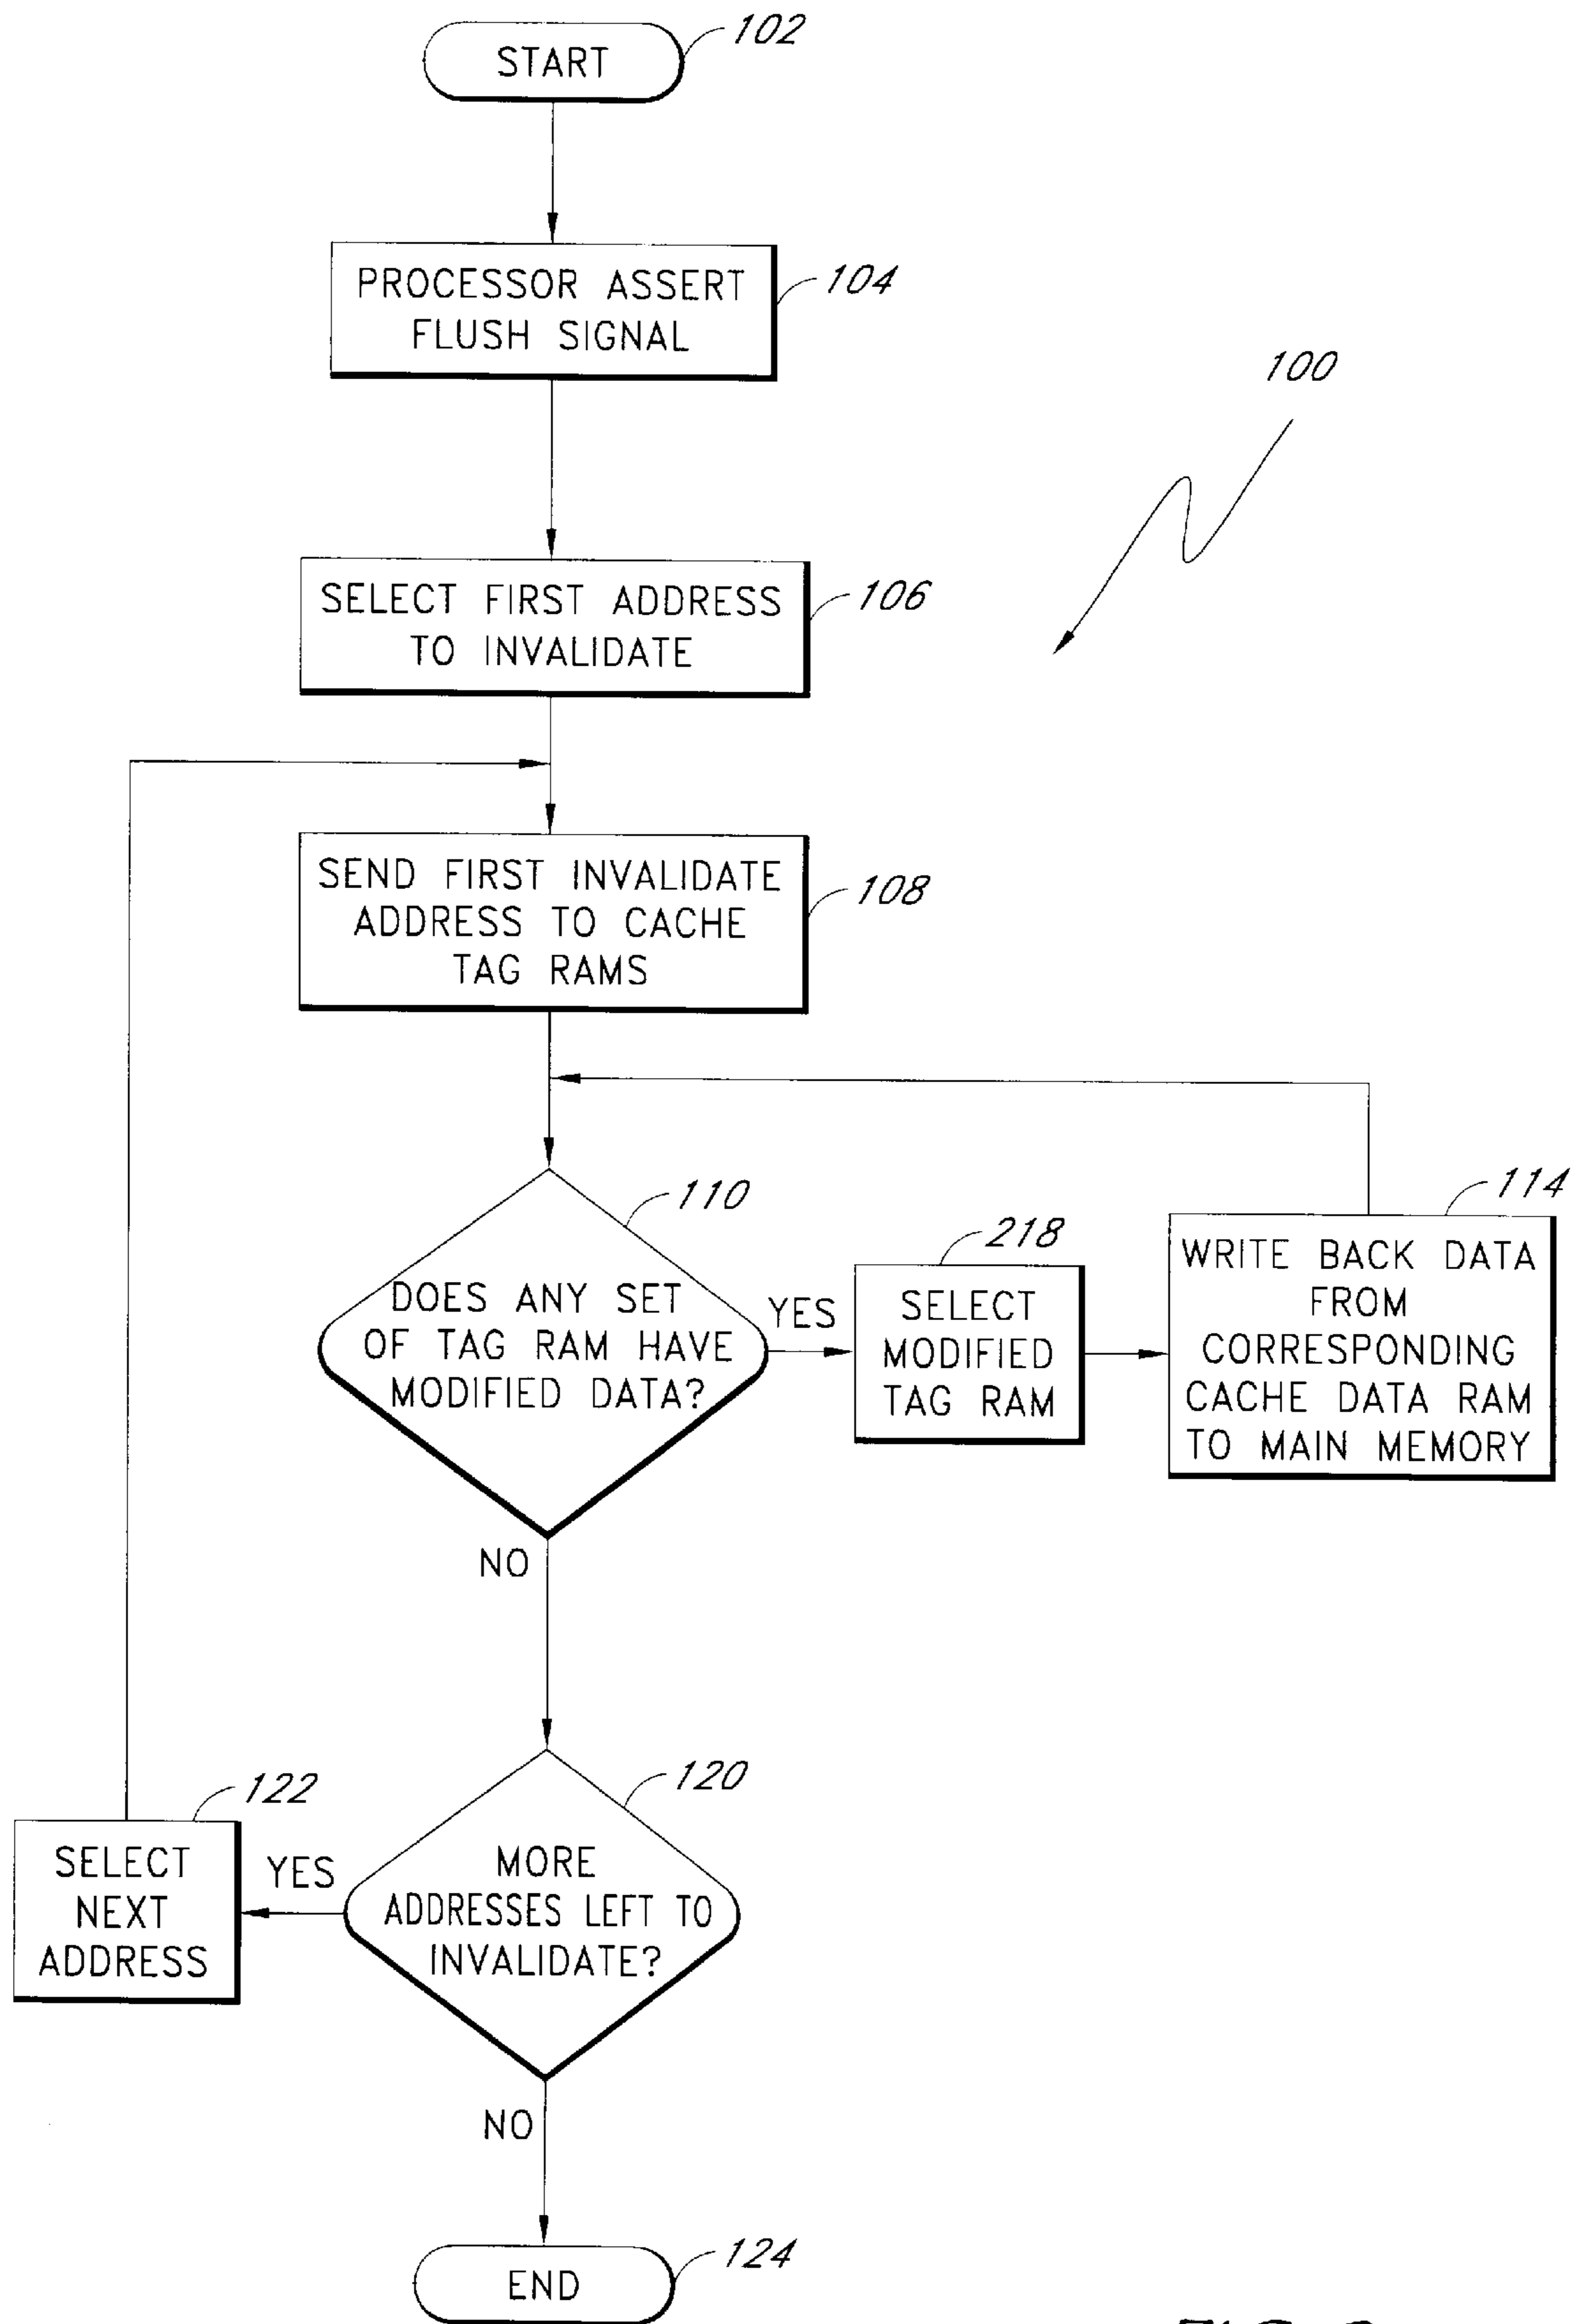 START
102
PROCESSOR ASSERT
FLUSH SIGNAL
104
100
SELECT FIRST ADDRESS
TO INVALIDATE
106
SEND FIRST INVALIDATE
ADDRESS TO CACHE
TAG RAMS
108
110
DOES ANY SET
OF TAG RAM HAVE
MODIFIED DATA?
YES
218
SELECT
MODIFIED
TAG RAM
114
WRITE BACK DATA
FROM
CORRESPONDING
CACHE DATA RAM
TO MAIN MEMORY
NO
120
MORE
ADDRESSES LEFT TO
INVALIDATE?
YES
122
SELECT
NEXT
ADDRESS
NO
END
124